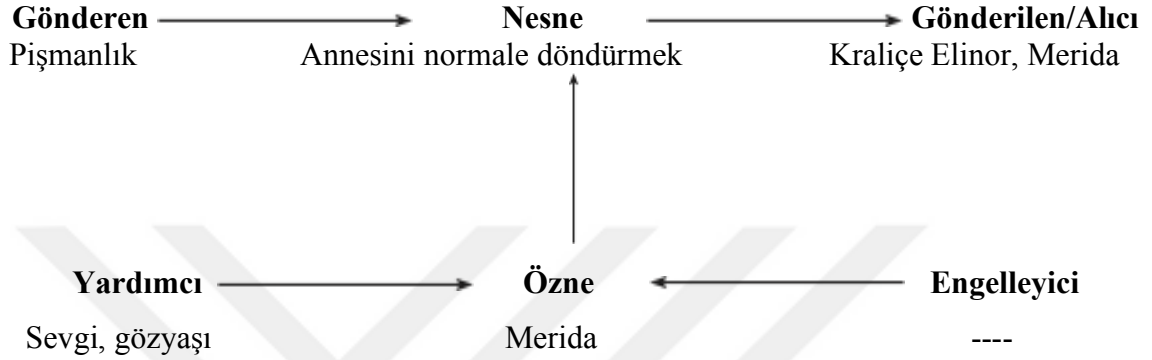 Gönderen Nesne Gönderilen/Alıcı
Pişmanlık Annesini normale döndürmek Kraliçe Elinor, Merida
Yardımcı Özne Engelleyici
Sevgi, gözyaşı Merida ----